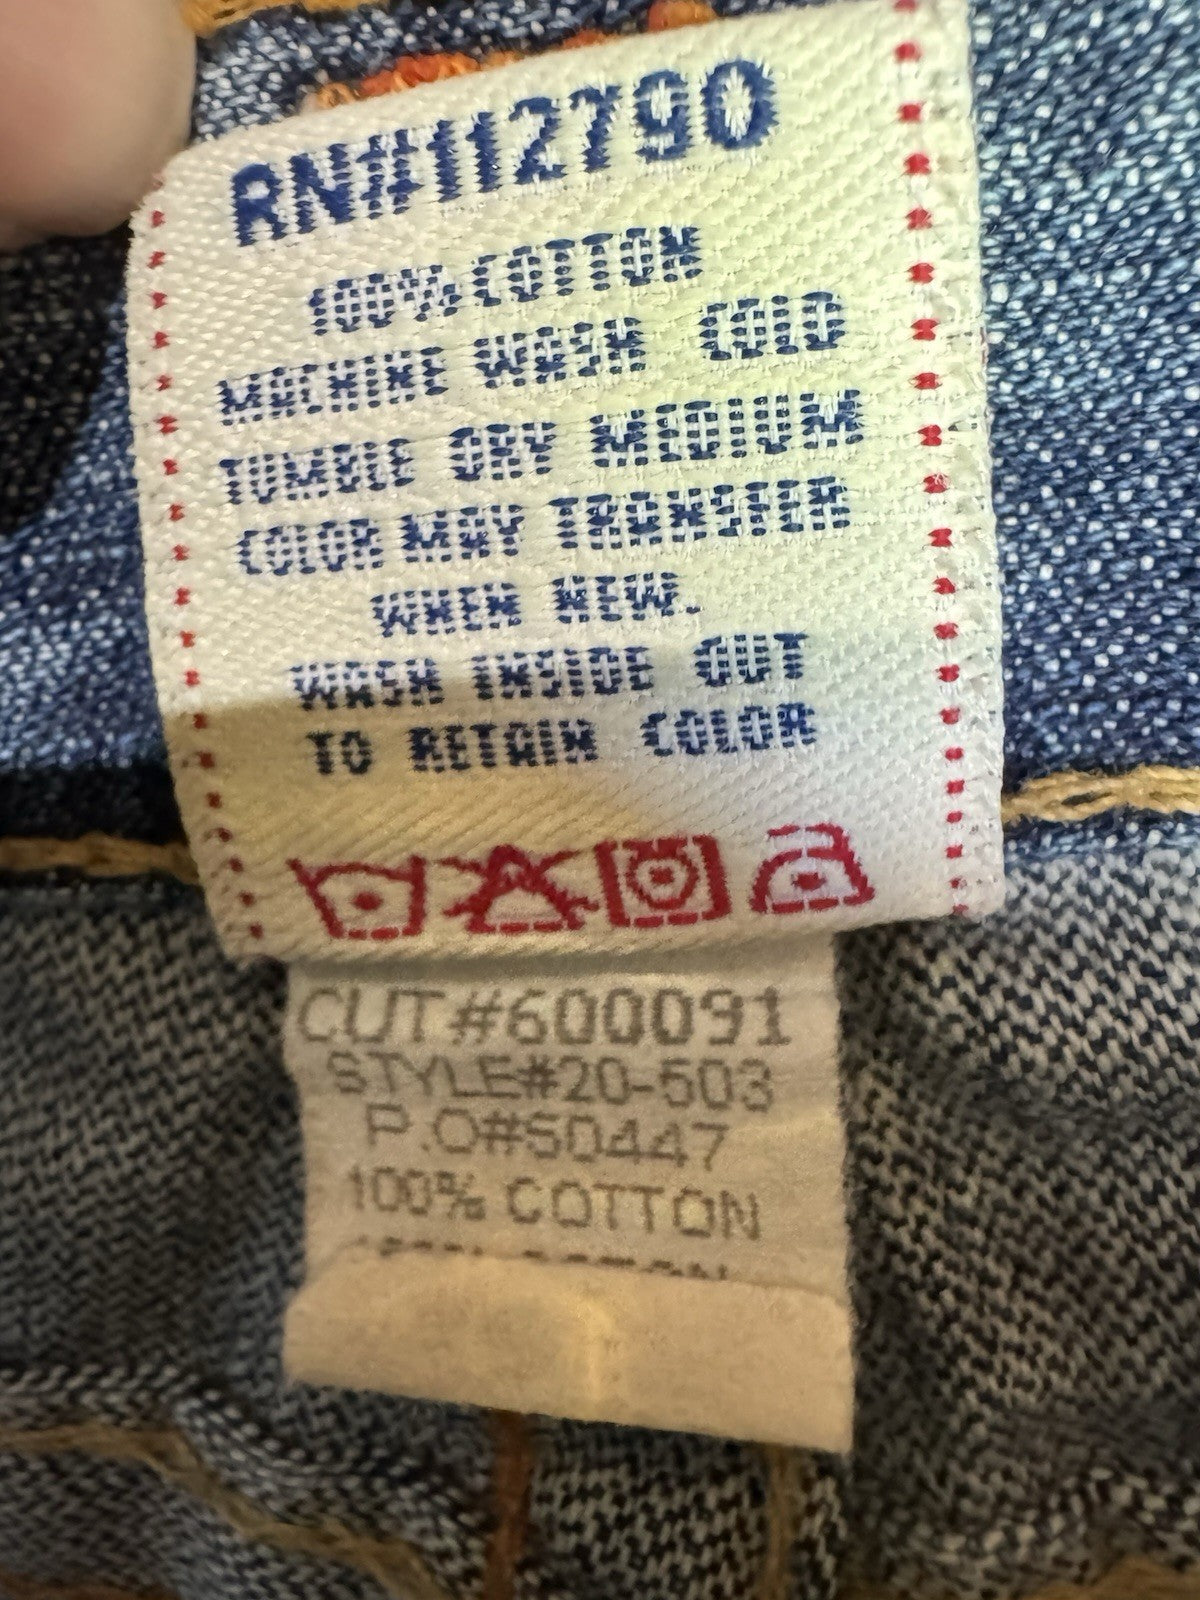 RN#112790
100% COTTON
MACHINE WASH COLD
TUMBLE DRY MEDIUM
COLOR MAY TRANSFER
WHEN NEW.
WASH INSIDE OUT
TO RETAIN COLOR
CUT#600091
STYLE#20-503
P.O#50447
100% COTTON